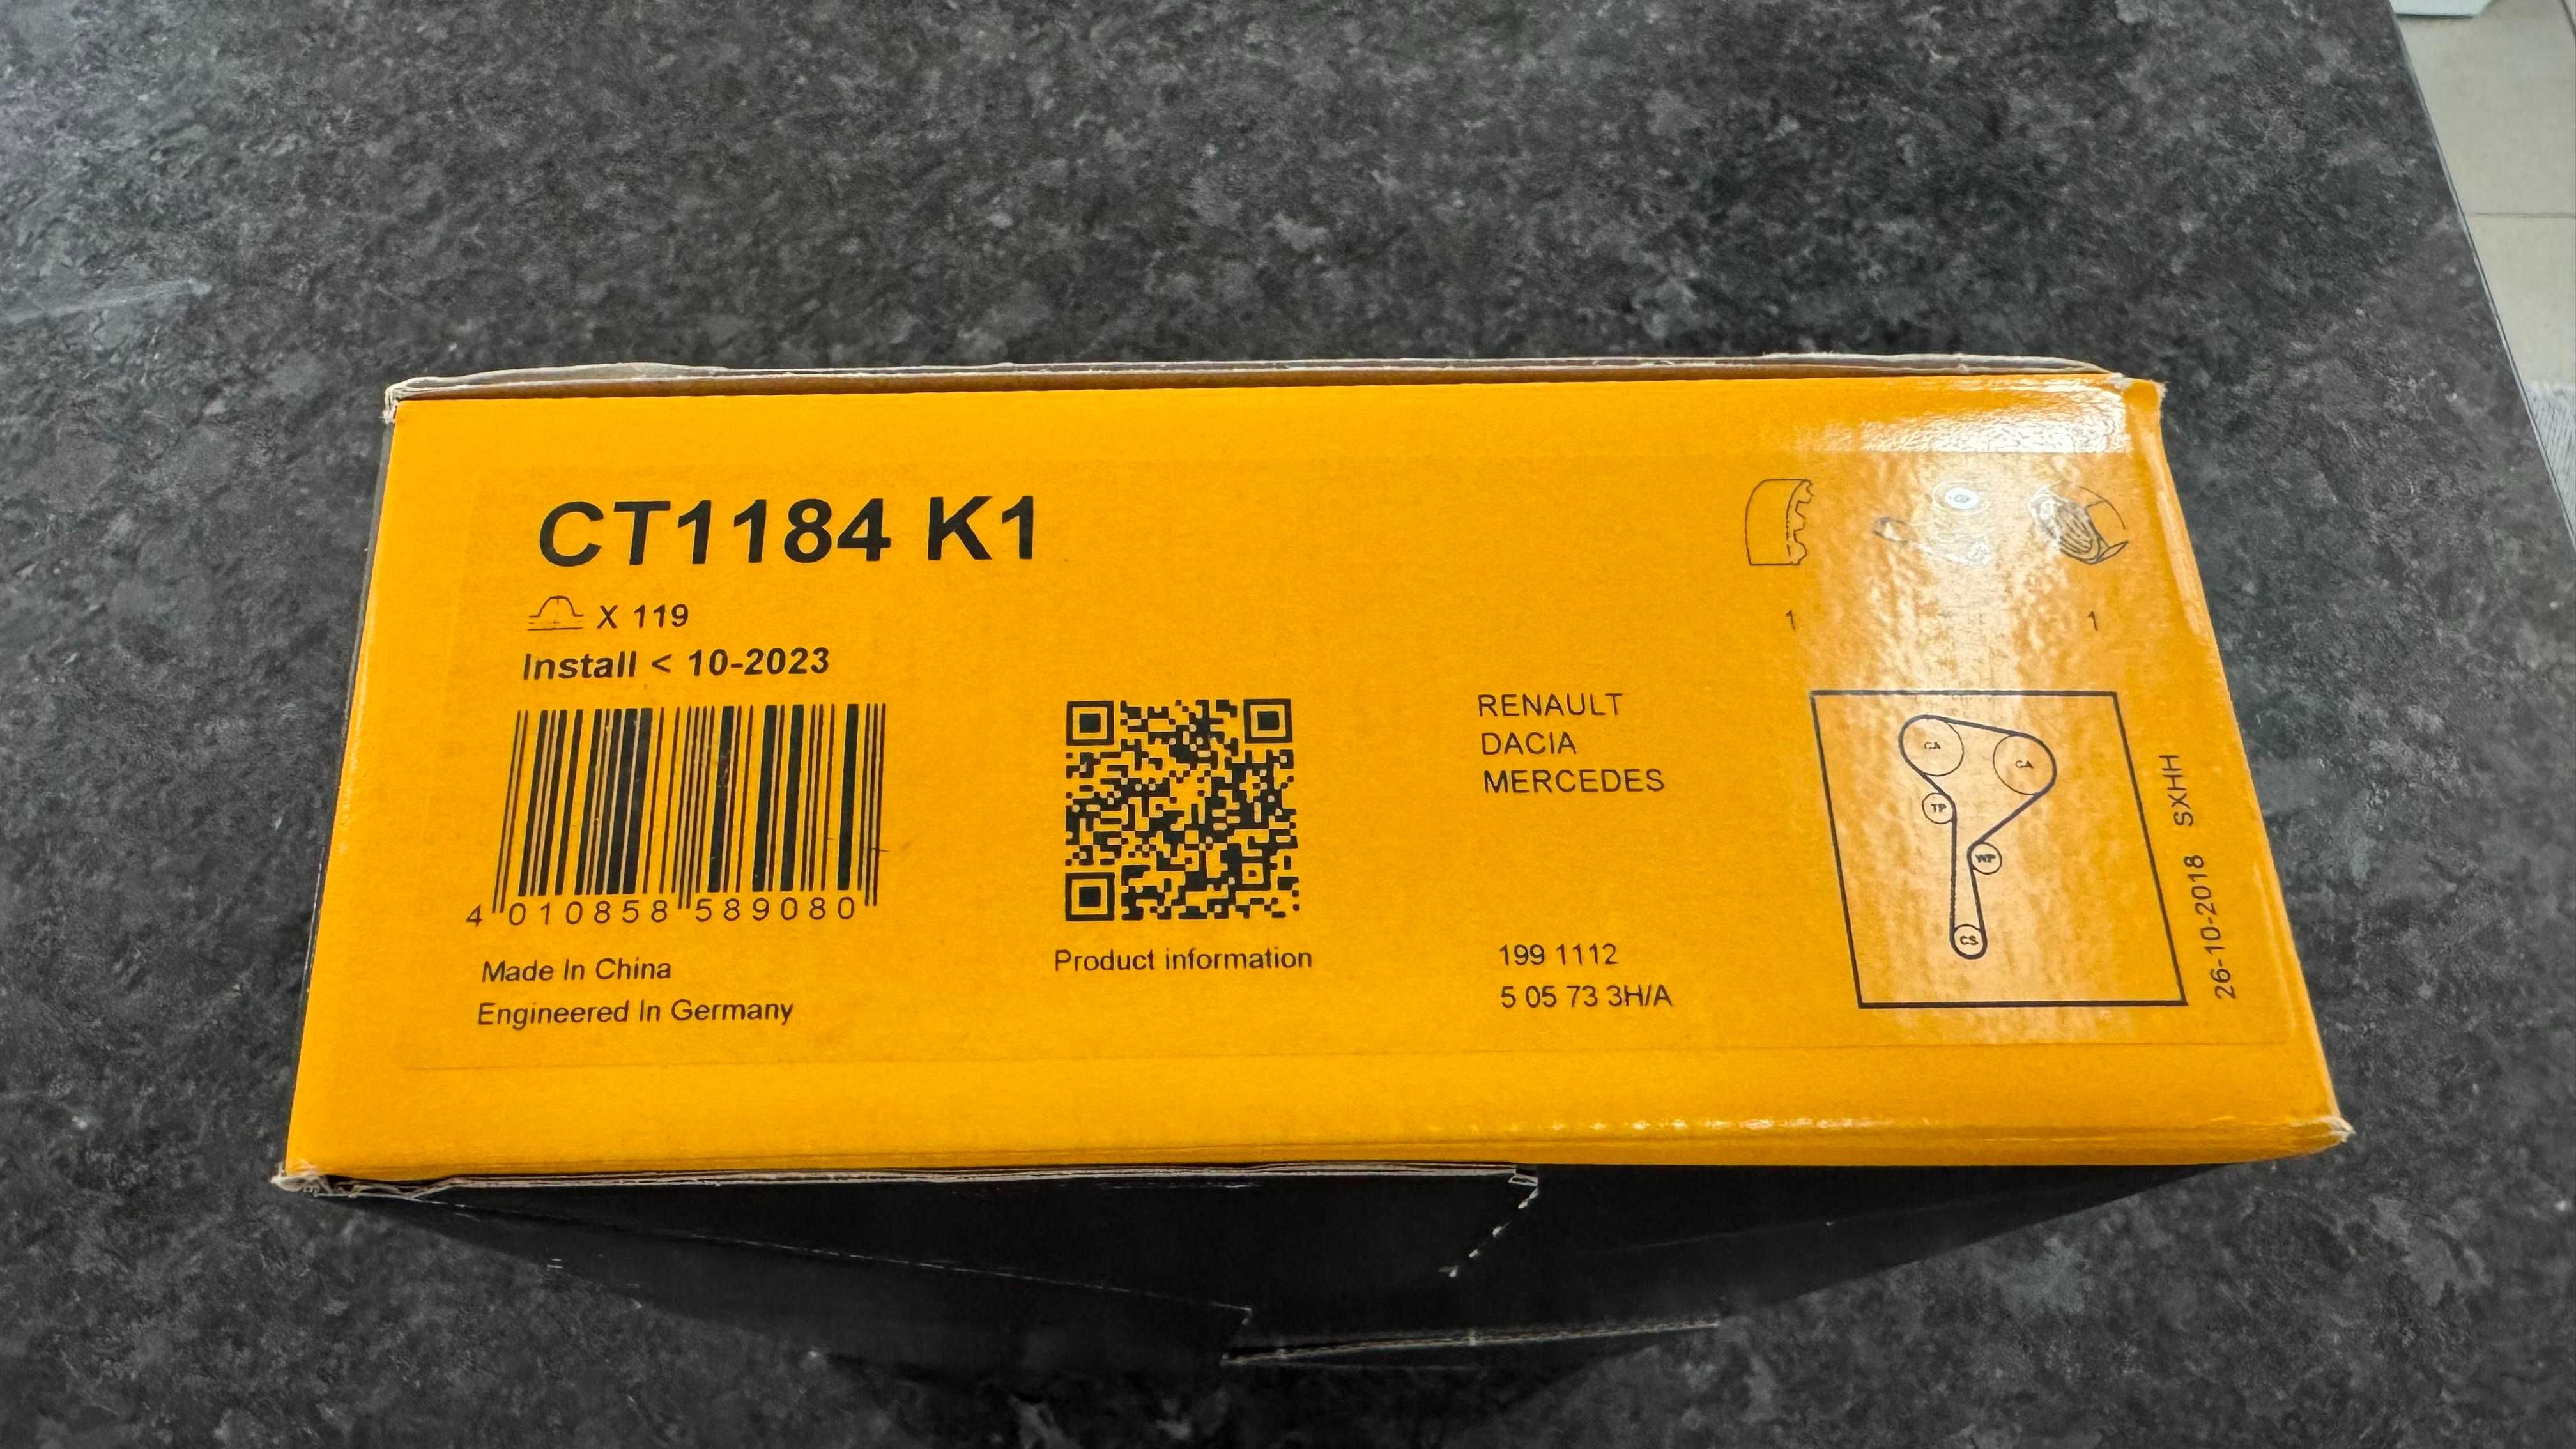 CT1184 K1
X 119
Install < 10-2023
4 010858 589080
Made In China
Engineered In Germany
Product information
RENAULT
DACIA
MERCEDES
199 1112
5 05 73 3H/A
1
1
CA
CA
TP
WP
CS
26-10-2018 SXHH